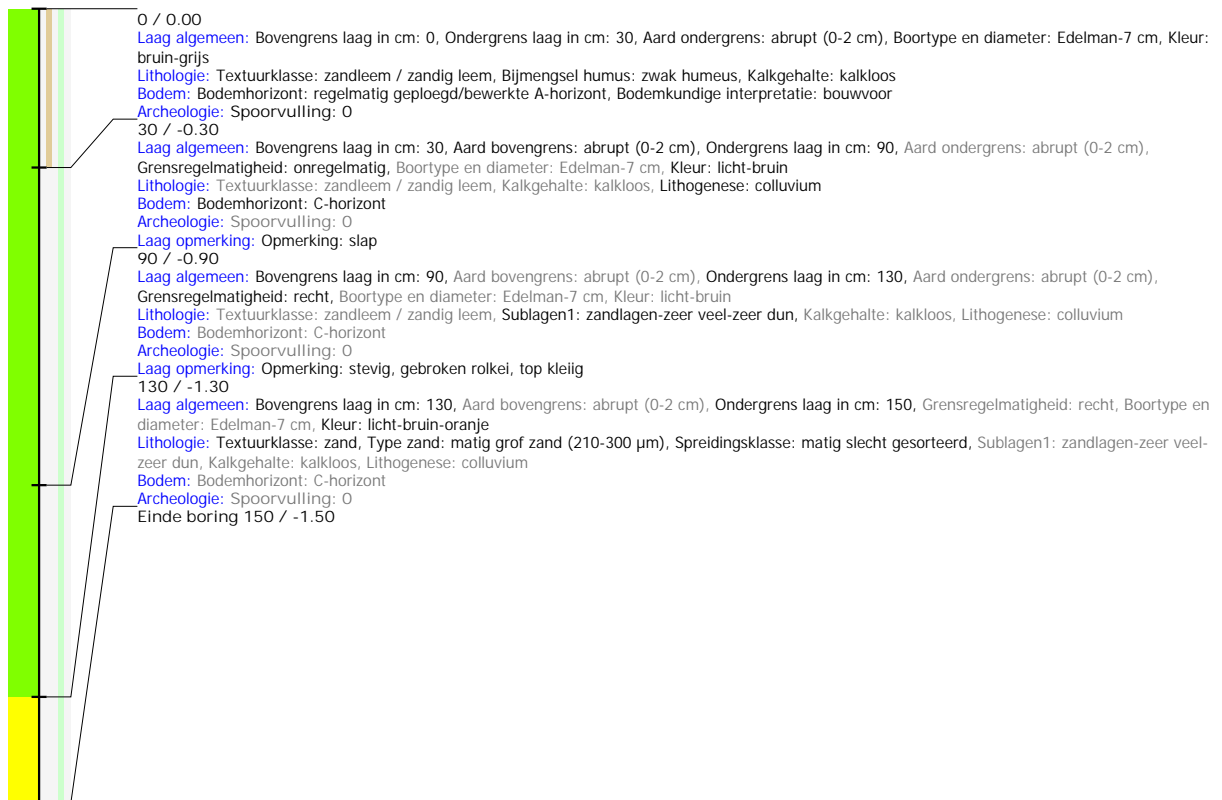 0 / 0.00
Laag algemeen: Bovengrens laag in cm: 0, Ondergrens laag in cm: 30, Aard ondergrens: abrupt (0-2 cm), Boortype en diameter: Edelman-7 cm, Kleur:
bruin-grijs
Lithologie: Textuurklasse: zandleem / zandig leem, Bijmengsel humus: zwak humeus, Kalkgehalte: kalkloos
Bodem: Bodemhorizont: regelmatig geploegd/bewerkte A-horizont, Bodemkundige interpretatie: bouwvoor
Archeologie: Spoorvulling: 0
30 / -0.30
Laag algemeen: Bovengrens laag in cm: 30, Aard bovengrens: abrupt (0-2 cm), Ondergrens laag in cm: 90, Aard ondergrens: abrupt (0-2 cm),
Grensregelmatigheid: onregelmatig, Boortype en diameter: Edelman-7 cm, Kleur: licht-bruin
Lithologie: Textuurklasse: zandleem / zandig leem, Kalkgehalte: kalkloos, Lithogenese: colluvium
Bodem: Bodemhorizont: C-horizont
Archeologie: Spoorvulling: 0
Laag opmerking: Opmerking: slap
90 / -0.90
Laag algemeen: Bovengrens laag in cm: 90, Aard bovengrens: abrupt (0-2 cm), Ondergrens laag in cm: 130, Aard ondergrens: abrupt (0-2 cm),
Grensregelmatigheid: recht, Boortype en diameter: Edelman-7 cm, Kleur: licht-bruin
Lithologie: Textuurklasse: zandleem / zandig leem, Sublagen1: zandlagen-zeer veel-zeer dun, Kalkgehalte: kalkloos, Lithogenese: colluvium
Bodem: Bodemhorizont: C-horizont
Archeologie: Spoorvulling: 0
Laag opmerking: Opmerking: stevig, gebroken rolkei, top kleiig
130 / -1.30
Laag algemeen: Bovengrens laag in cm: 130, Aard bovengrens: abrupt (0-2 cm), Ondergrens laag in cm: 150, Grensregelmatigheid: recht, Boortype en
diameter: Edelman-7 cm, Kleur: licht-bruin-oranje
Lithologie: Textuurklasse: zand, Type zand: matig grof zand (210-300 µm), Spreidingsklasse: matig slecht gesorteerd, Sublagen1: zandlagen-zeer veel-
zeer dun, Kalkgehalte: kalkloos, Lithogenese: colluvium
Bodem: Bodemhorizont: C-horizont
Archeologie: Spoorvulling: 0
Einde boring 150 / -1.50